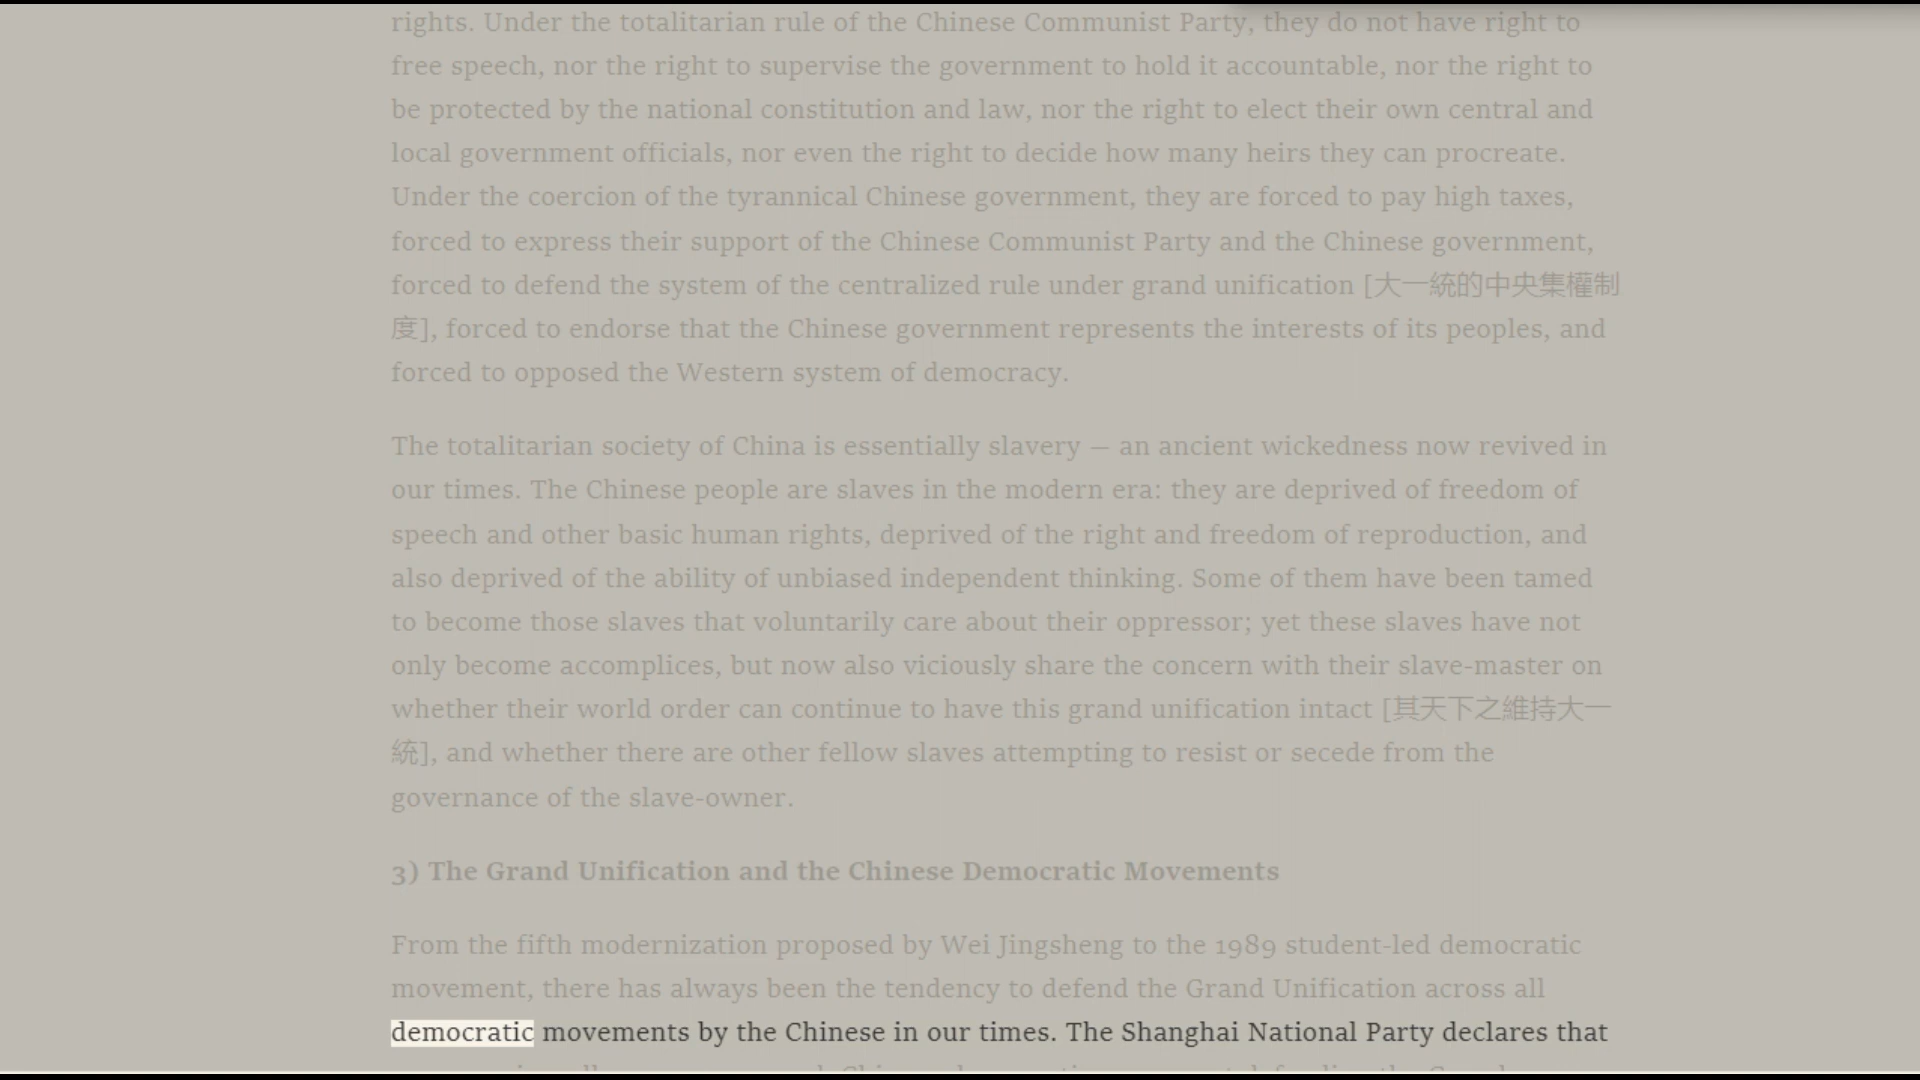 rights. Under the totalitarian rule of the Chinese Communist Party, they do not have right to
free speech, nor the right to supervise the government to hold it accountable, nor the right to
be protected by the national constitution and law, nor the right to elect their own central and
local government officials, nor even the right to decide how many heirs they can procreate.
Under the coercion of the tyrannical Chinese government, they are forced to pay high taxes,
forced to express their support of the Chinese Communist Party and the Chinese government,
forced to defend the system of the centralized rule under grand unification [大一統的中央集權制
度], forced to endorse that the Chinese government represents the interests of its peoples, and
forced to opposed the Western system of democracy.
The totalitarian society of China is essentially slavery — an ancient wickedness now revived in
our times. The Chinese people are slaves in the modern era: they are deprived of freedom of
speech and other basic human rights, deprived of the right and freedom of reproduction, and
also deprived of the ability of unbiased independent thinking. Some of them have been tamed
to become those slaves that voluntarily care about their oppressor; yet these slaves have not
only become accomplices, but now also viciously share the concern with their slave-master on
whether their world order can continue to have this grand unification intact [其天下之維持大一
統], and whether there are other fellow slaves attempting to resist or secede from the
governance of the slave-owner.
3) The Grand Unification and the Chinese Democratic Movements
From the fifth modernization proposed by Wei Jingsheng to the 1989 student-led democratic
movement, there has always been the tendency to defend the Grand Unification across all
democratic movements by the Chinese in our times. The Shanghai National Party declares that